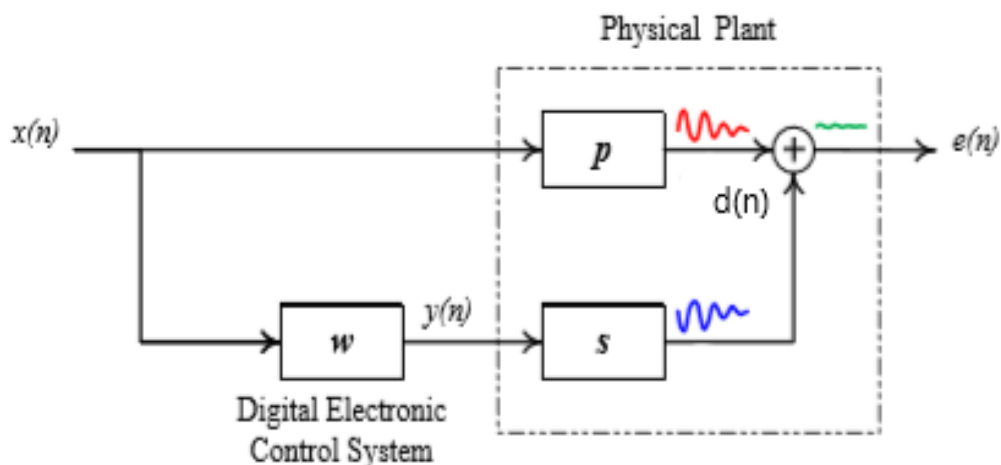 Physical Plant
x(n)
p
+
e(n)
d(n)
y(n)
w
s
Digital Electronic
Control System